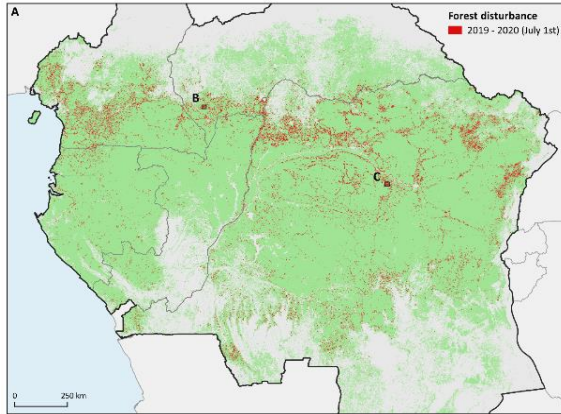 A
Forest disturbance
2019 - 2020 (July 1st)
B
C
0 250 km